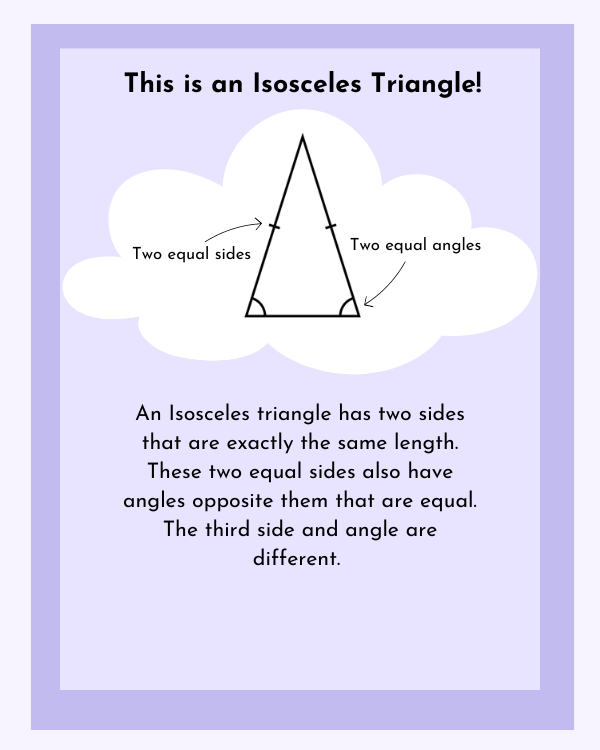 This is an Isosceles Triangle!
Two equal sides
Two equal angles
An Isosceles triangle has two sides
that are exactly the same length.
These two equal sides also have
angles opposite them that are equal.
The third side and angle are
different.